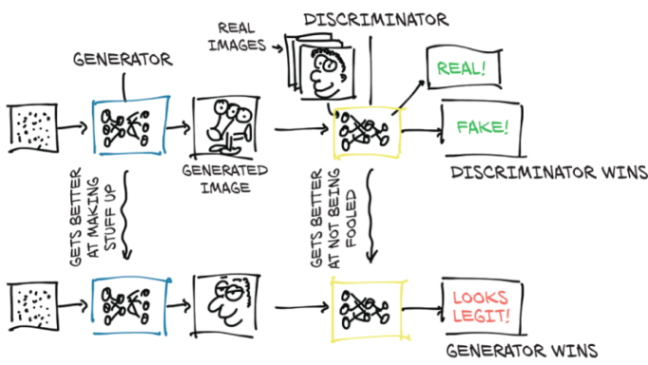 REAL
IMAGES
DISCRIMINATOR
GENERATOR
REAL!
FAKE!
GENERATED
IMAGE
DISCRIMINATOR WINS
GETS BETTER
AT MAKING
STUFF UP
GETS BETTER
AT NOT BEING
FOOLED
LOOKS
LEGIT!
GENERATOR WINS